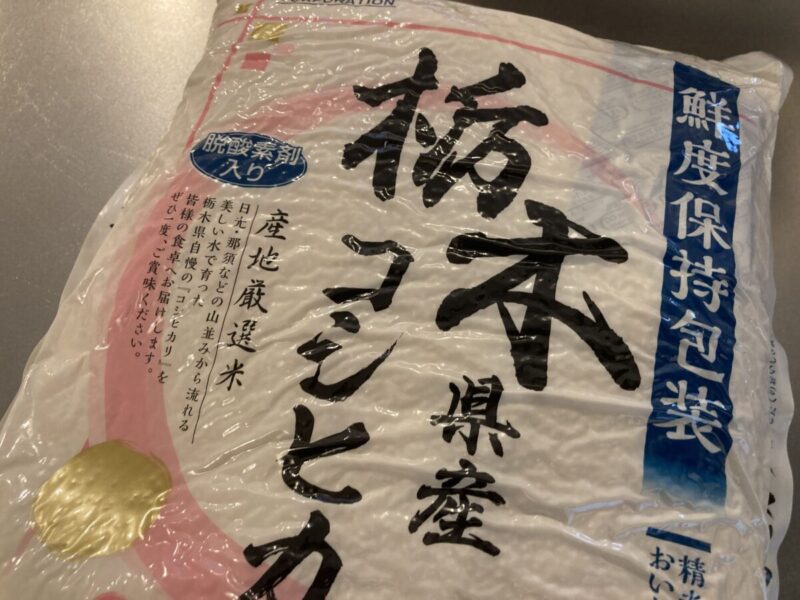 CORPORATION
鮮度保持包装
栃木
県産
コシヒカ
脱酸素剤
入り
産地厳選米
日光・那須などの山並みから流れる
美しい水で育った
栃木県自慢の『コシヒカリ』を
皆様の食卓へお届けします。
ぜひ一度、ご賞味ください。
精米
おい